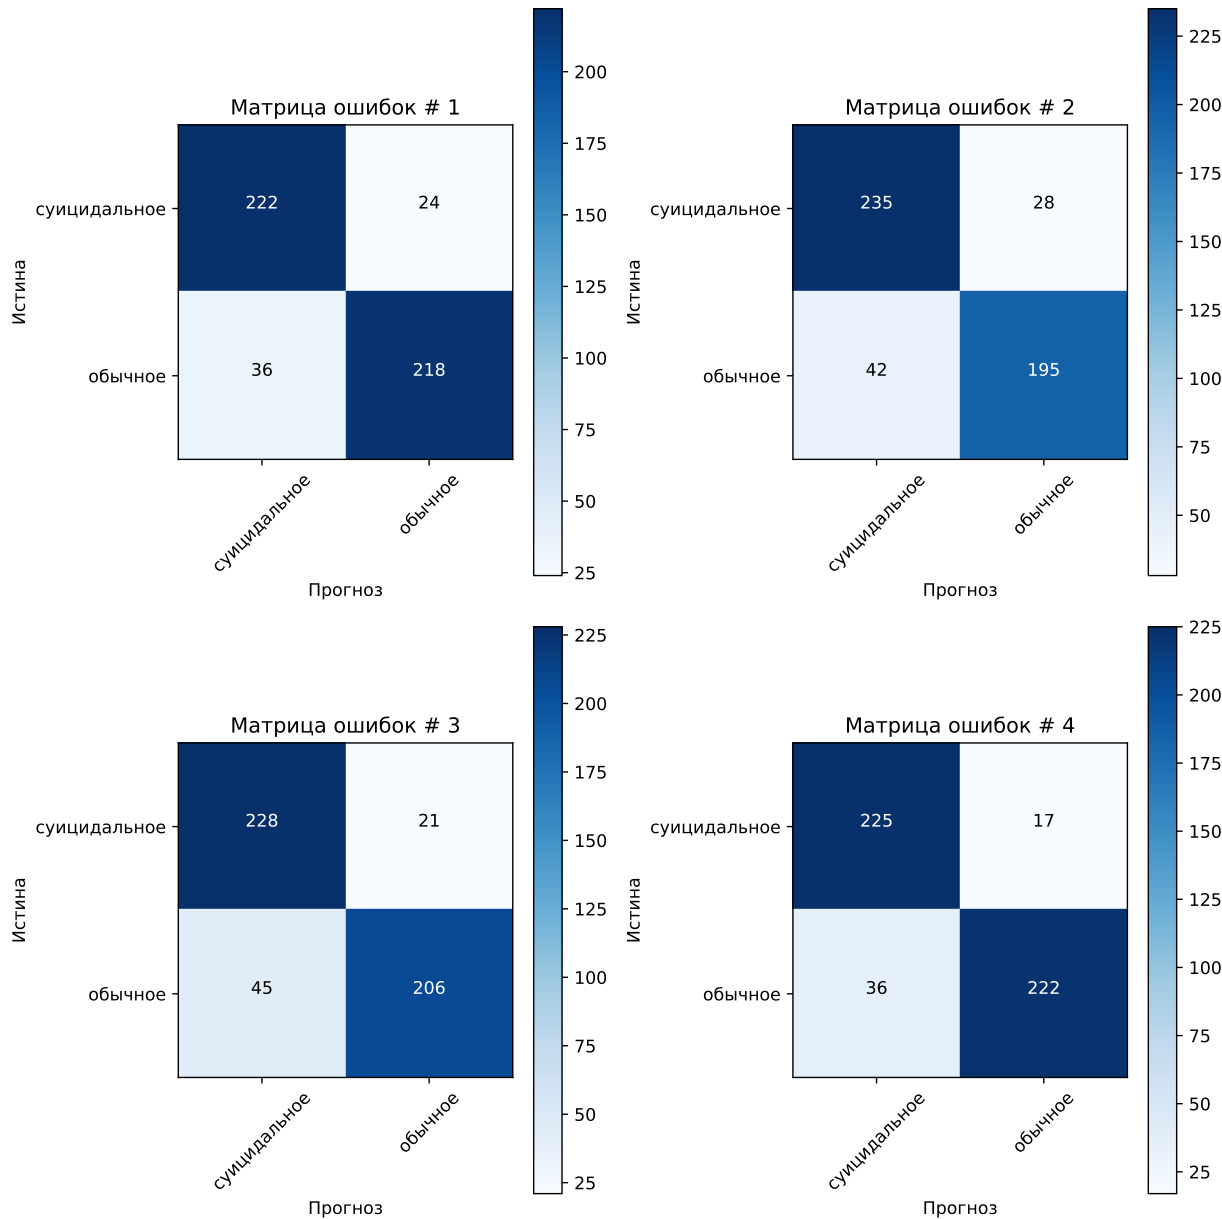 Матрица ошибок # 1
суицидальное
обычное
222 24
36 218
Истина
суицидальное обычное
Прогноз
200
175
150
125
100
75
50
25
Матрица ошибок # 2
суицидальное
обычное
235 28
42 195
Истина
суицидальное обычное
Прогноз
225
200
175
150
125
100
75
50
Матрица ошибок # 3
суицидальное
обычное
228 21
45 206
Истина
суицидальное обычное
Прогноз
225
200
175
150
125
100
75
50
25
Матрица ошибок # 4
суицидальное
обычное
225 17
36 222
Истина
суицидальное обычное
Прогноз
225
200
175
150
125
100
75
50
25